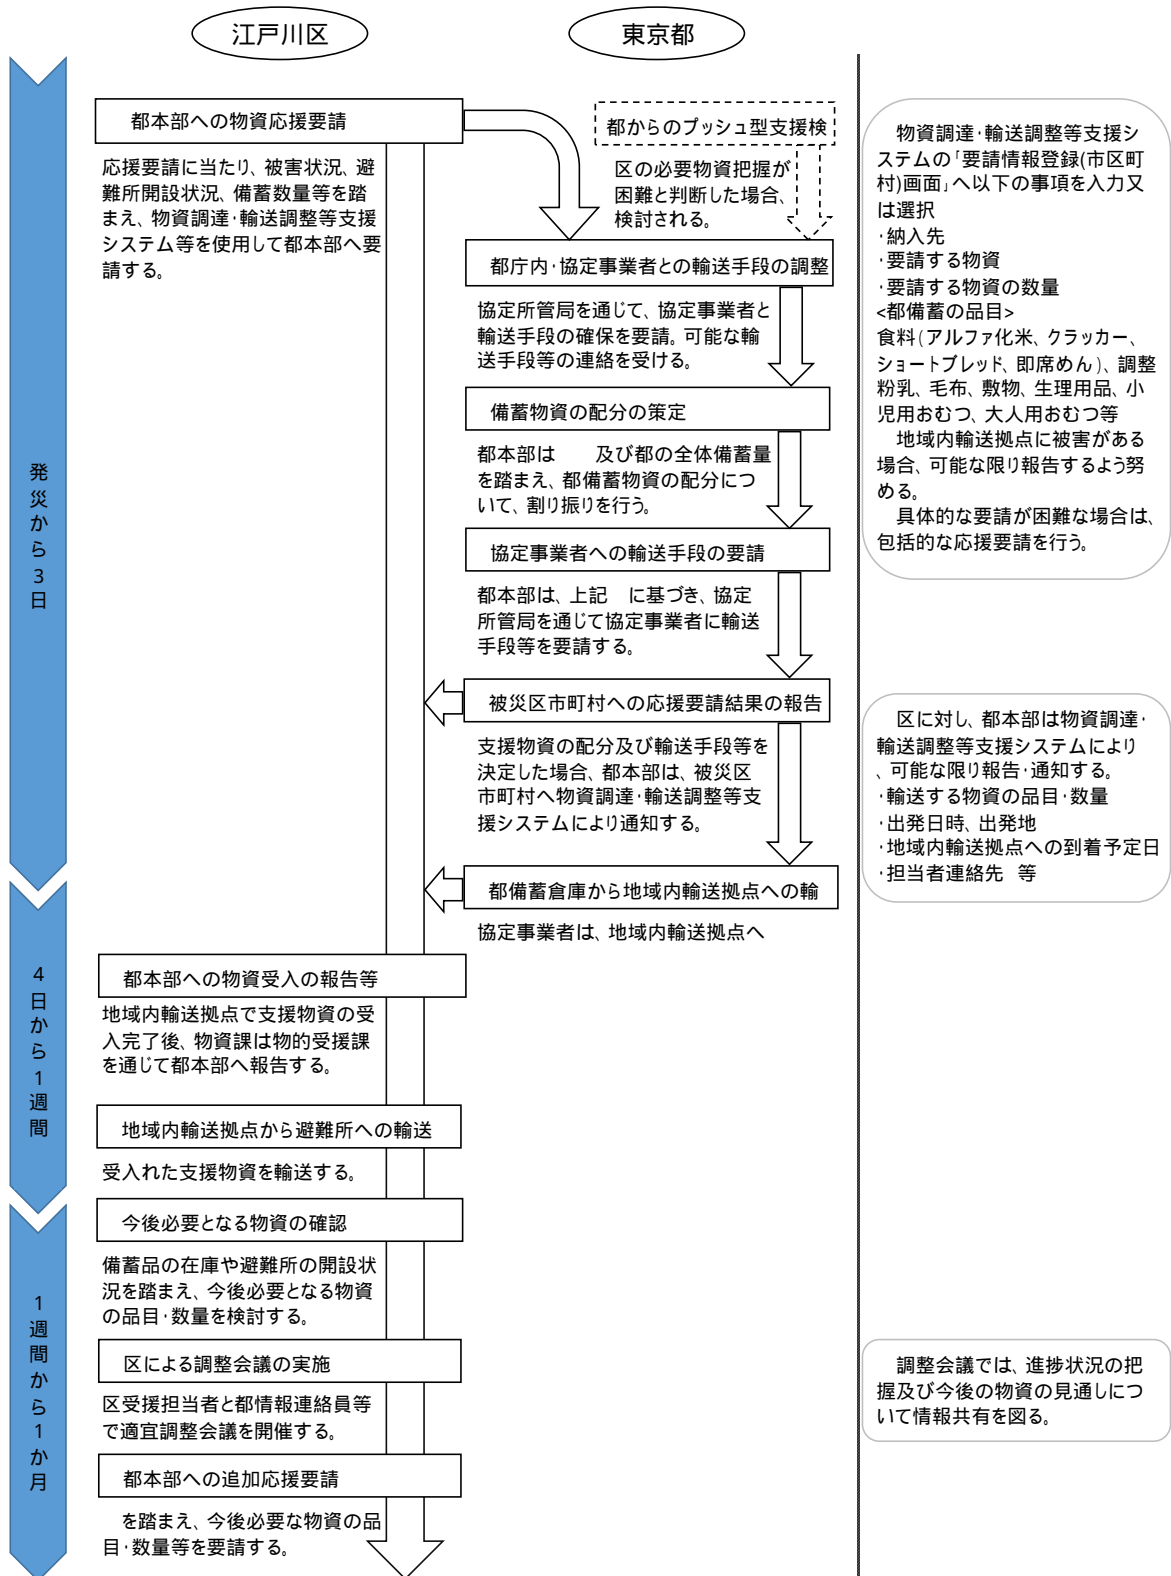 江戸川区
東京都
発災から3日
4日から1週間
1週間から1か月
都本部への物資応援要請
応援要請に当たり、被害状況、避
難所開設状況、備蓄数量等を踏
まえ、物資調達・輸送調整等支援
システム等を使用して都本部へ要
請する。
都からのプッシュ型支援検
区の必要物資把握が
困難と判断した場合、
検討される。
都庁内・協定事業者との輸送手段の調整
協定所管局を通じて、協定事業者と
輸送手段の確保を要請。可能な輸
送手段等の連絡を受ける。
備蓄物資の配分の策定
都本部は　　及び都の全体備蓄量
を踏まえ、都備蓄物資の配分につ
いて、割り振りを行う。
協定事業者への輸送手段の要請
都本部は、上記　に基づき、協定
所管局を通じて協定事業者に輸送
手段等を要請する。
被災区市町村への応援要請結果の報告
支援物資の配分及び輸送手段等を
決定した場合、都本部は、被災区
市町村へ物資調達・輸送調整等支
援システムにより通知する。
都備蓄倉庫から地域内輸送拠点への輸
協定事業者は、地域内輸送拠点へ
都本部への物資受入の報告等
地域内輸送拠点で支援物資の受
入完了後、物資課は物的受援課
を通じて都本部へ報告する。
地域内輸送拠点から避難所への輸送
受入れた支援物資を輸送する。
今後必要となる物資の確認
備蓄品の在庫や避難所の開設状
況を踏まえ、今後必要となる物資
の品目・数量を検討する。
区による調整会議の実施
区受援担当者と都情報連絡員等
で適宜調整会議を開催する。
都本部への追加応援要請
を踏まえ、今後必要な物資の品
目・数量等を要請する。
物資調達・輸送調整等支援シ
ステムの「要請情報登録(市区町
村)画面」へ以下の事項を入力又
は選択
・納入先
・要請する物資
・要請する物資の数量
<都備蓄の品目>
食料(アルファ化米、クラッカー、
ショートブレッド、即席めん)、調整
粉乳、毛布、敷物、生理用品、小
児用おむつ、大人用おむつ等
地域内輸送拠点に被害がある
場合、可能な限り報告するよう努
める。
具体的な要請が困難な場合は、
包括的な応援要請を行う。
区に対し、都本部は物資調達・
輸送調整等支援システムにより
、可能な限り報告・通知する。
・輸送する物資の品目・数量
・出発日時、出発地
・地域内輸送拠点への到着予定日
・担当者連絡先　等
調整会議では、進捗状況の把
握及び今後の物資の見通しにつ
いて情報共有を図る。